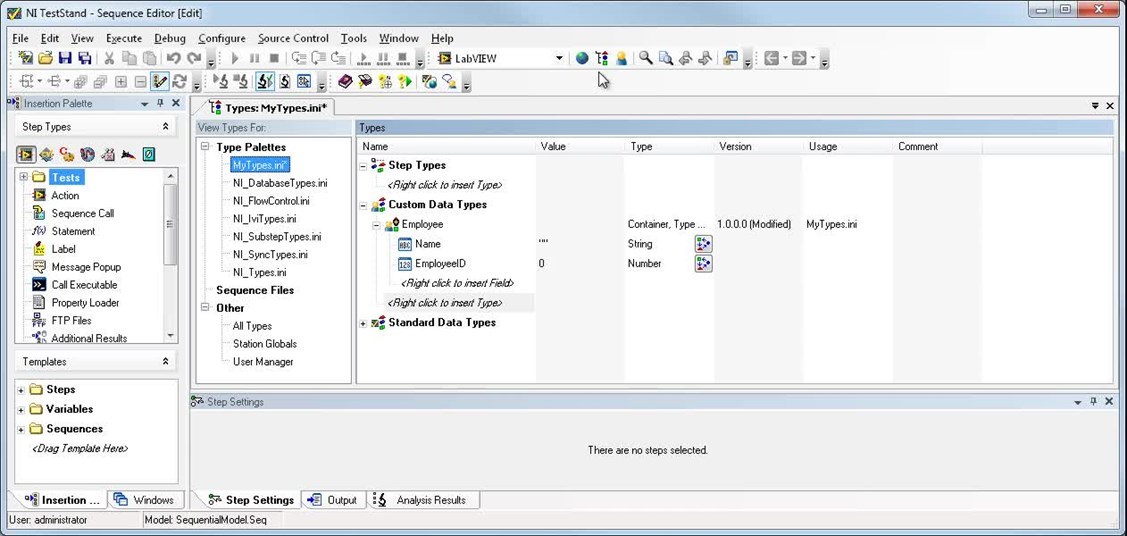 NI TestStand - Sequence Editor [Edit]
File Edit View Execute Debug Configure Source Control Tools Window Help
LabVIEW
Insertion Palette
Types: MyTypes.ini*
Step Types
View Types For:
Types
Type Palettes
MyTypes.ini*
NI_DatabaseTypes.ini
NI_FlowControl.ini
NI_IviTypes.ini
NI_SubstepTypes.ini
NI_SyncTypes.ini
NI_Types.ini
Sequence Files
Other
All Types
Station Globals
User Manager
Name Value Type Version Usage Comment
Step Types
<Right click to insert Type>
Custom Data Types
Employee Container, Type ... 1.0.0.0 (Modified) MyTypes.ini
ABC Name "" String
123 EmployeeID 0 Number
<Right click to insert Field>
<Right click to insert Type>
Standard Data Types
Tests
Action
Sequence Call
f(x) Statement
Label
Message Popup
Call Executable
Property Loader
FTP Files
Additional Results
Templates
Steps
Variables
Sequences
<Drag Template Here>
Step Settings
There are no steps selected.
Insertion ... Windows
Step Settings Output Analysis Results
User: administrator Model: SequentialModel.Seq